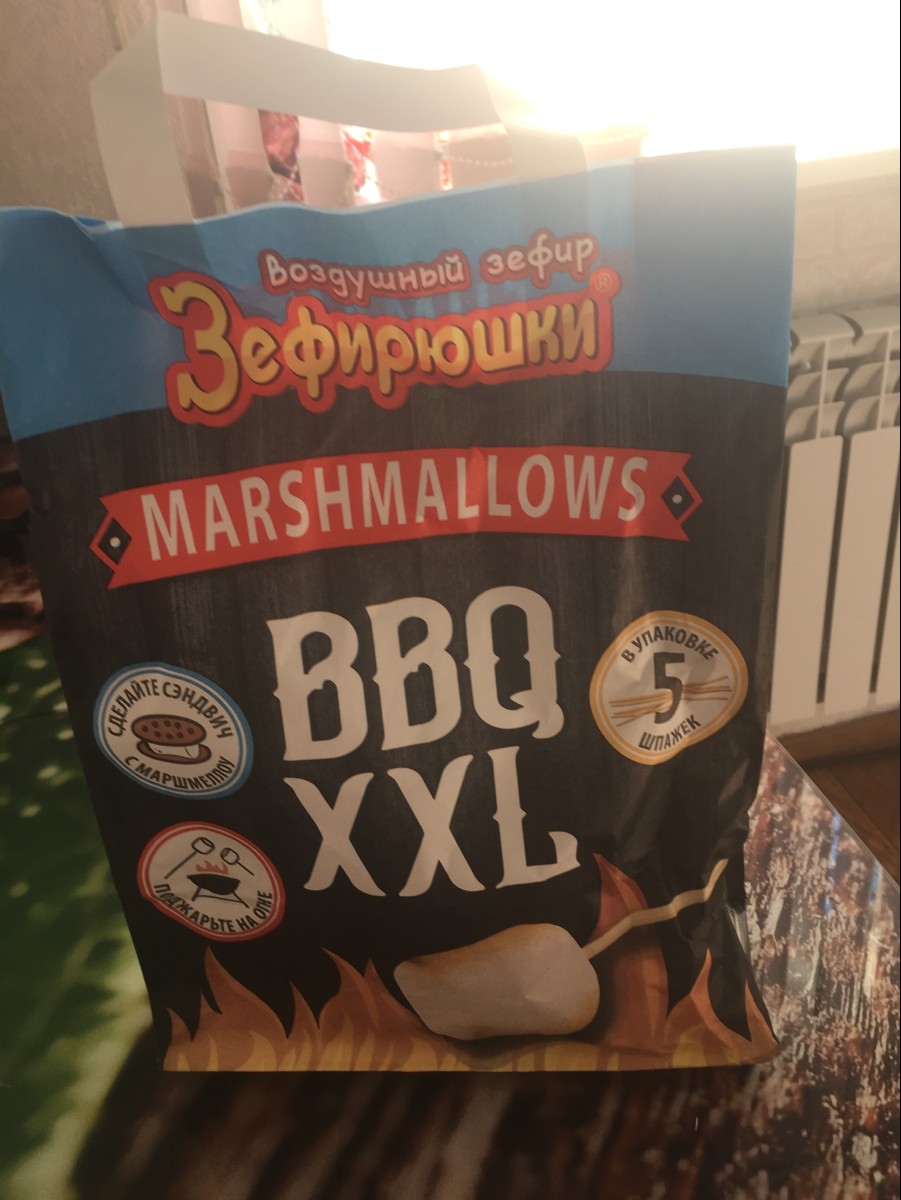 Воздушный зефир
Зефирюшки®
MARSHMALLOWS
BBQ
XXL
В УПАКОВКЕ
5
ШПАЖЕК
СДЕЛАЙТЕ СЭНДВИЧ
С МАРШМЕЛЛОУ
ПОДЖАРЬТЕ НА ОГНЕ